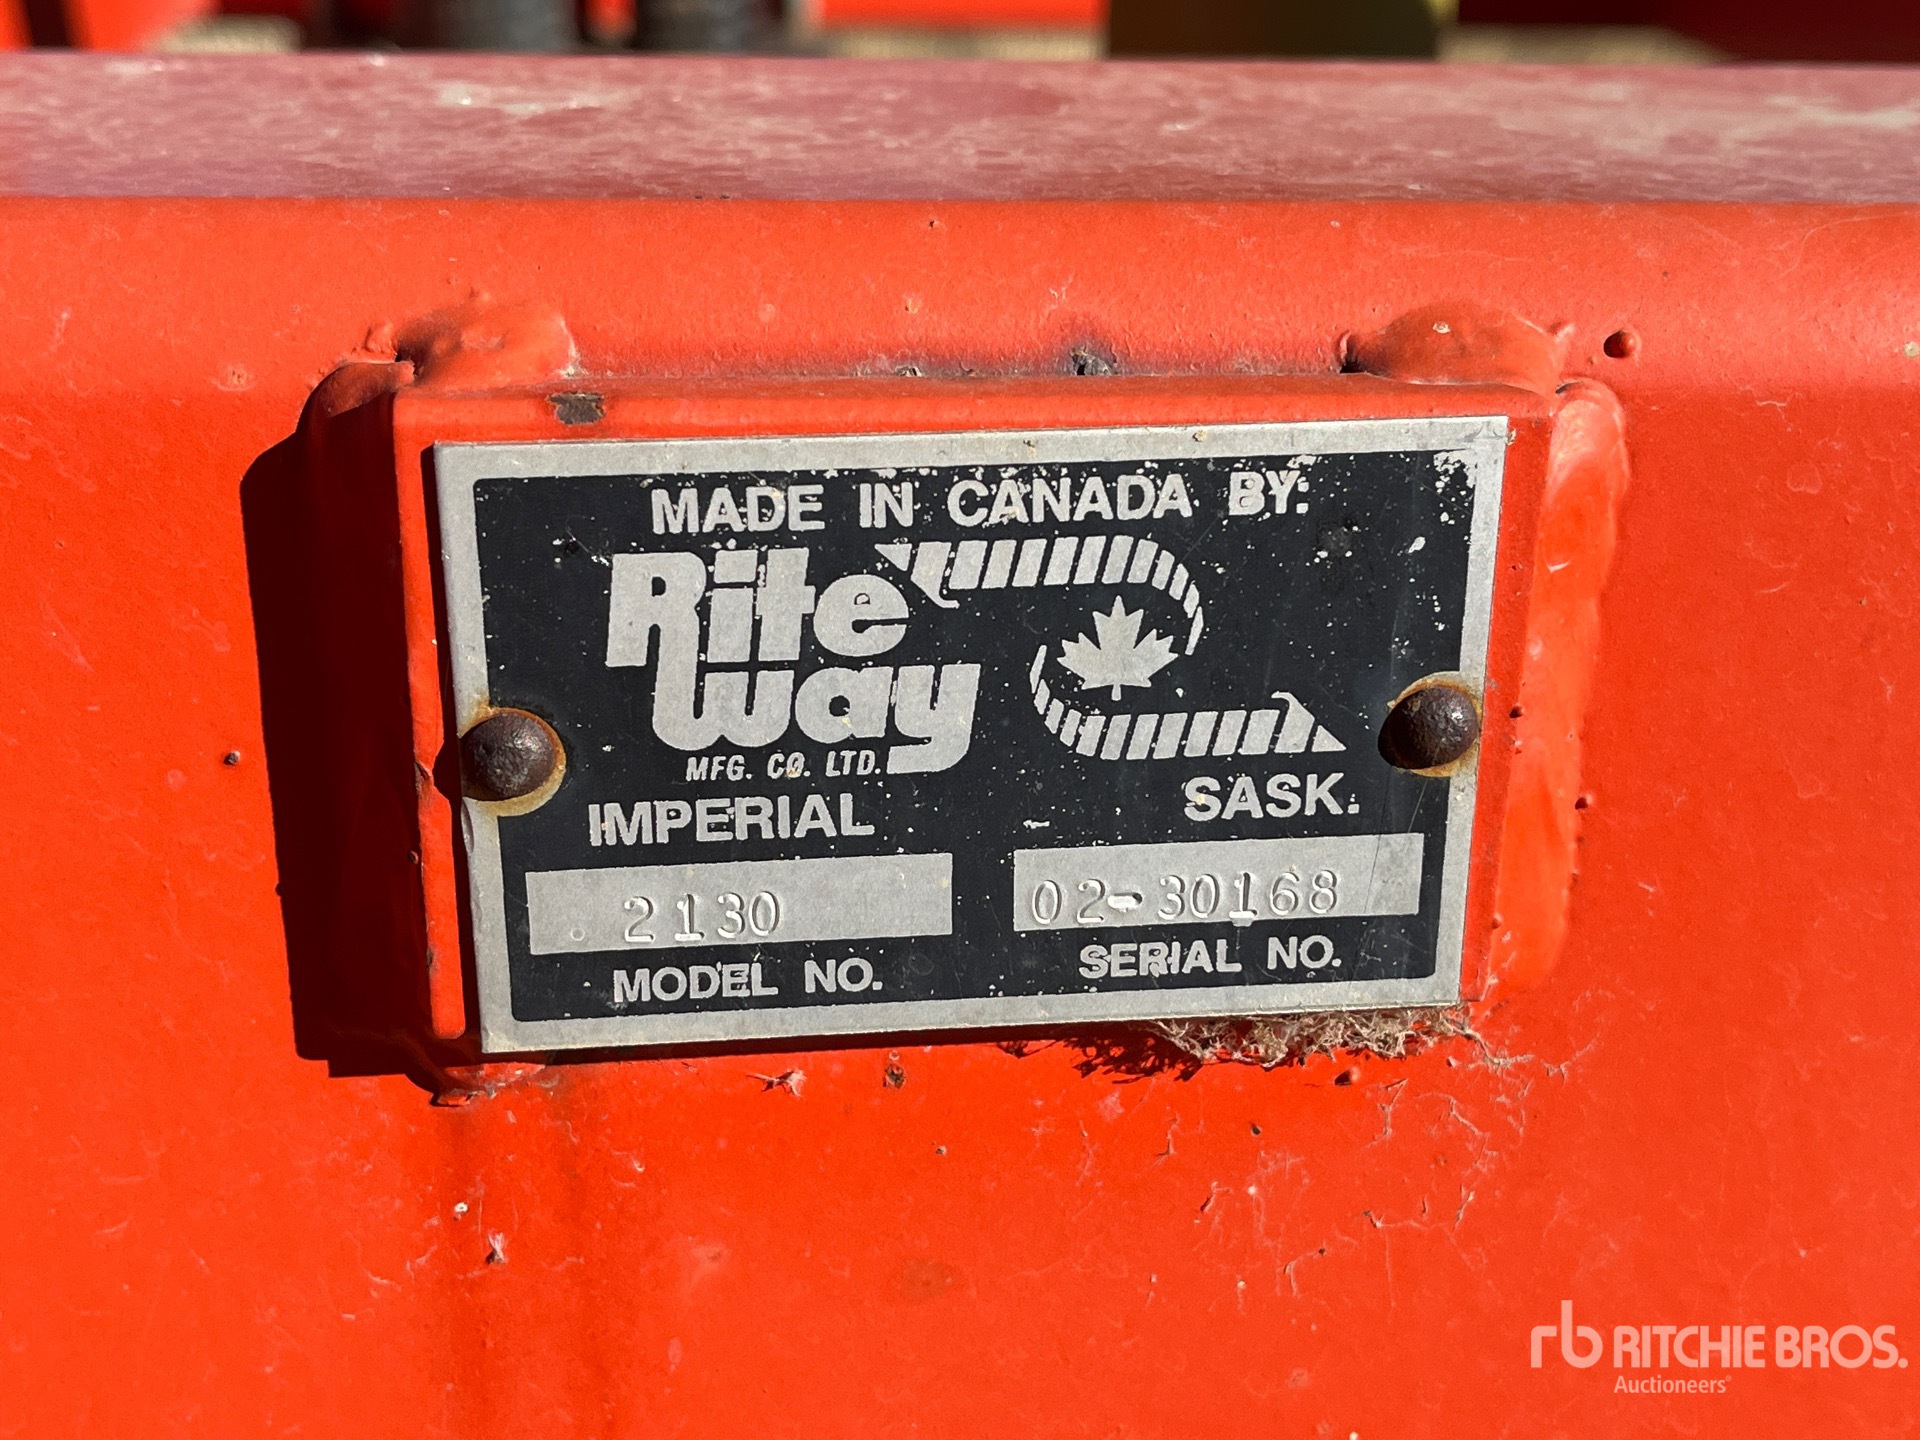 MADE IN CANADA BY:
Rite
Way
MFG. CO. LTD.
IMPERIAL SASK.
2130 02-30168
MODEL NO. SERIAL NO.
rb RITCHIE BROS.
Auctioneers